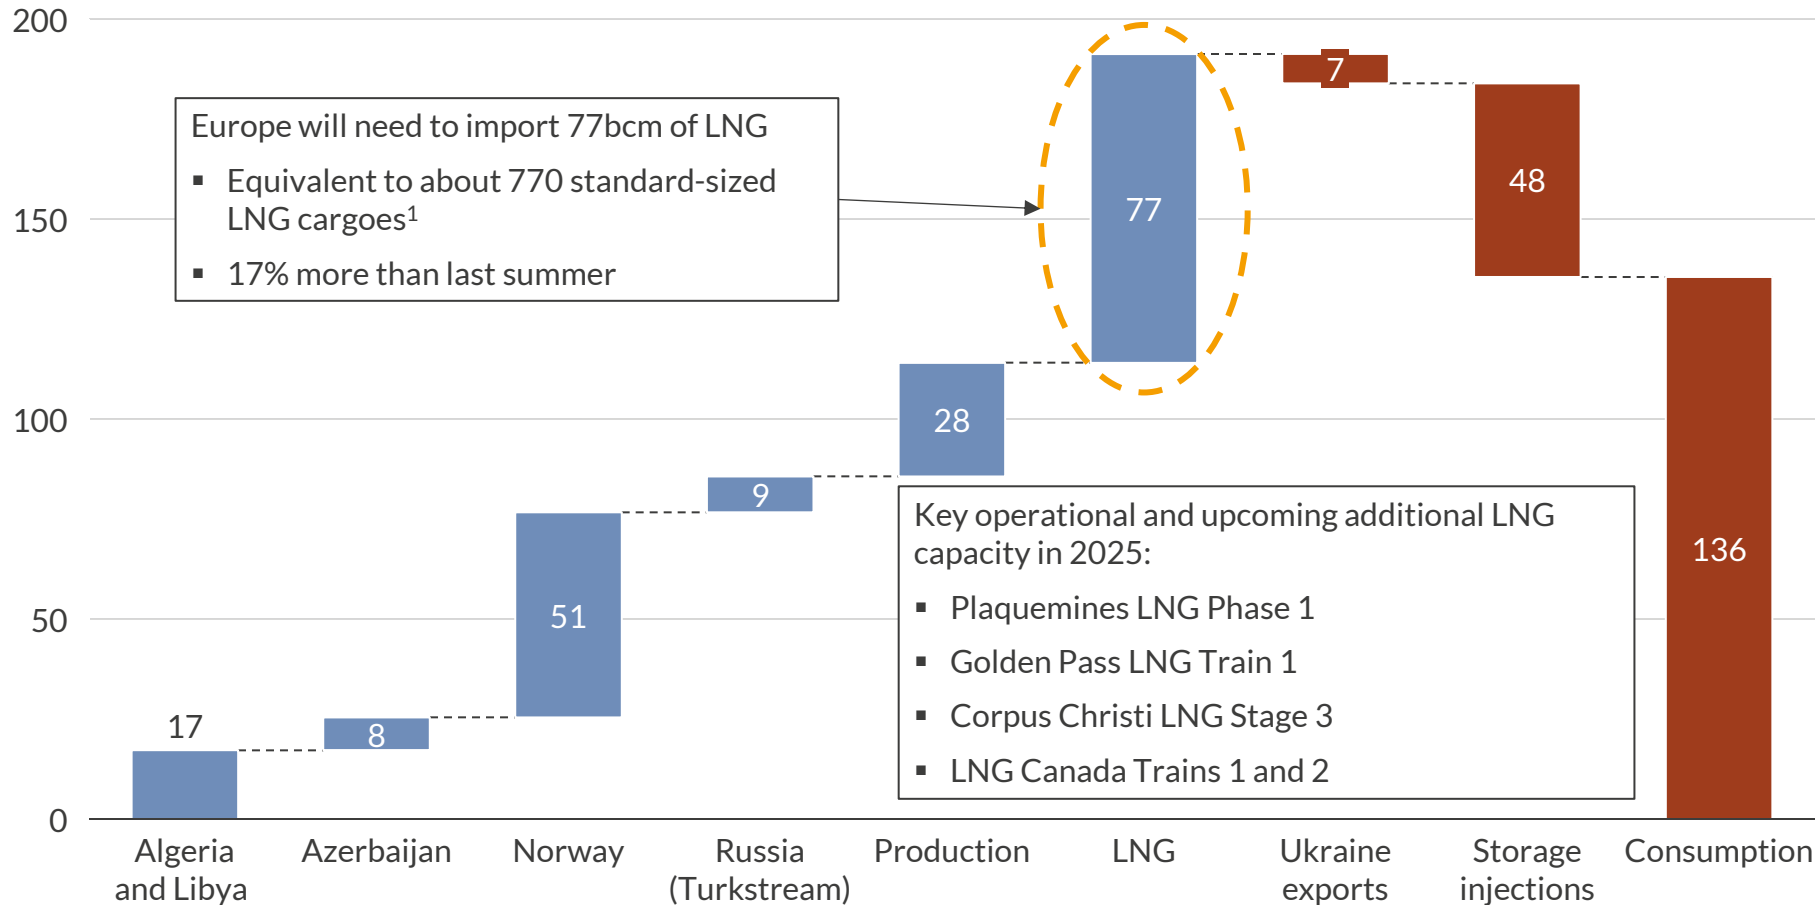 200
150
100
50
0
Europe will need to import 77bcm of LNG
▪ Equivalent to about 770 standard-sized
LNG cargoes¹
▪ 17% more than last summer
17
8
51
9
28
77
7
48
136
Key operational and upcoming additional LNG
capacity in 2025:
▪ Plaquemines LNG Phase 1
▪ Golden Pass LNG Train 1
▪ Corpus Christi LNG Stage 3
▪ LNG Canada Trains 1 and 2
Algeria
and Libya
Azerbaijan
Norway
Russia
(Turkstream)
Production
LNG
Ukraine
exports
Storage
injections
Consumption